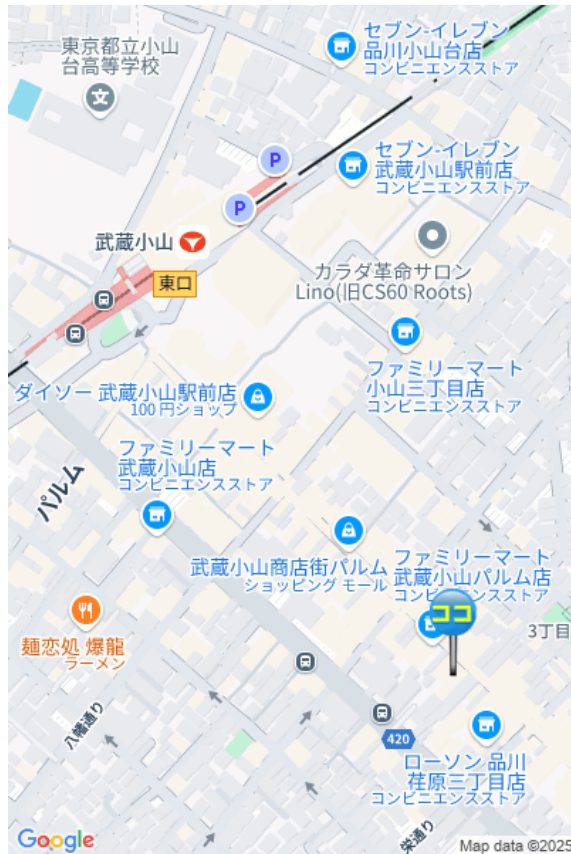 セブン-イレブン
品川小山台店
コンビニエンスストア
東京都立小山
台高等学校
文
P
セブン-イレブン
武蔵小山駅前店
コンビニエンスストア
P
武蔵小山
東口
カラダ革命サロン
Lino(旧CS60 Roots)
ファミリーマート
小山三丁目店
コンビニエンスストア
ダイソー 武蔵小山駅前店
100 円ショップ
ファミリーマート
武蔵小山店
コンビニエンスストア
パルム
武蔵小山商店街パルム
ショッピング モール
ファミリーマート
武蔵小山パルム店
コンビニエンスストア
ココ
3丁目
麺恋処 爆龍
ラーメン
八幡通り
420
ローソン 品川
荏原三丁目店
コンビニエンスストア
栄通り
Google
Map data ©2025